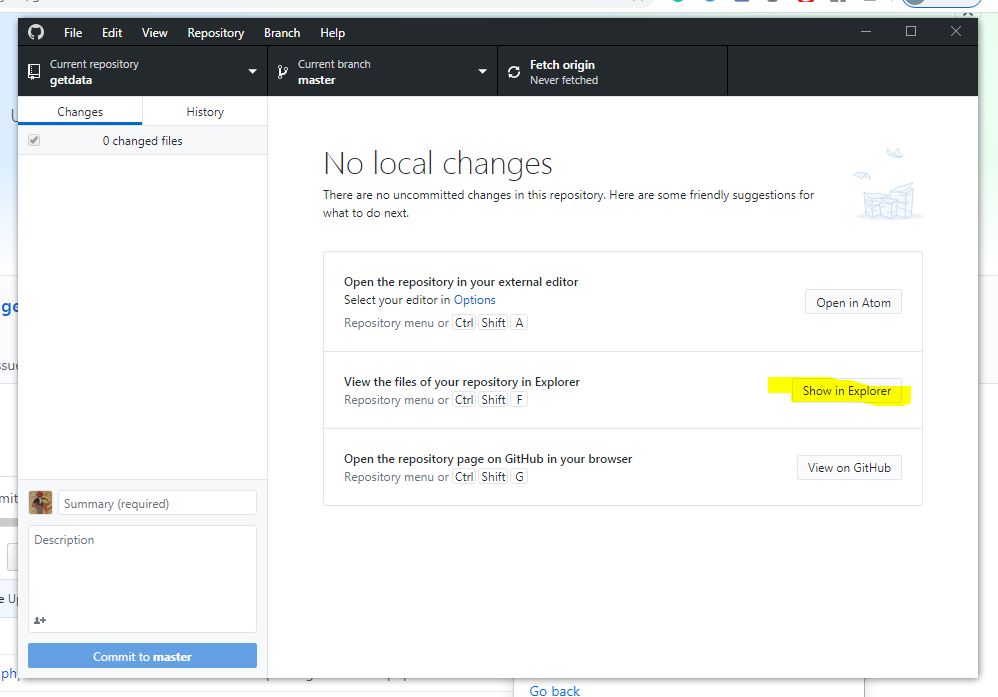 File Edit View Repository Branch Help
Current repository
getdata
Current branch
master
Fetch origin
Never fetched
Changes History
0 changed files
No local changes
There are no uncommitted changes in this repository. Here are some friendly suggestions for
what to do next.
Open the repository in your external editor
Select your editor in Options
Repository menu or Ctrl Shift A
Open in Atom
View the files of your repository in Explorer
Repository menu or Ctrl Shift F
Show in Explorer
Open the repository page on GitHub in your browser
Repository menu or Ctrl Shift G
View on GitHub
Summary (required)
Description
Commit to master
Go back